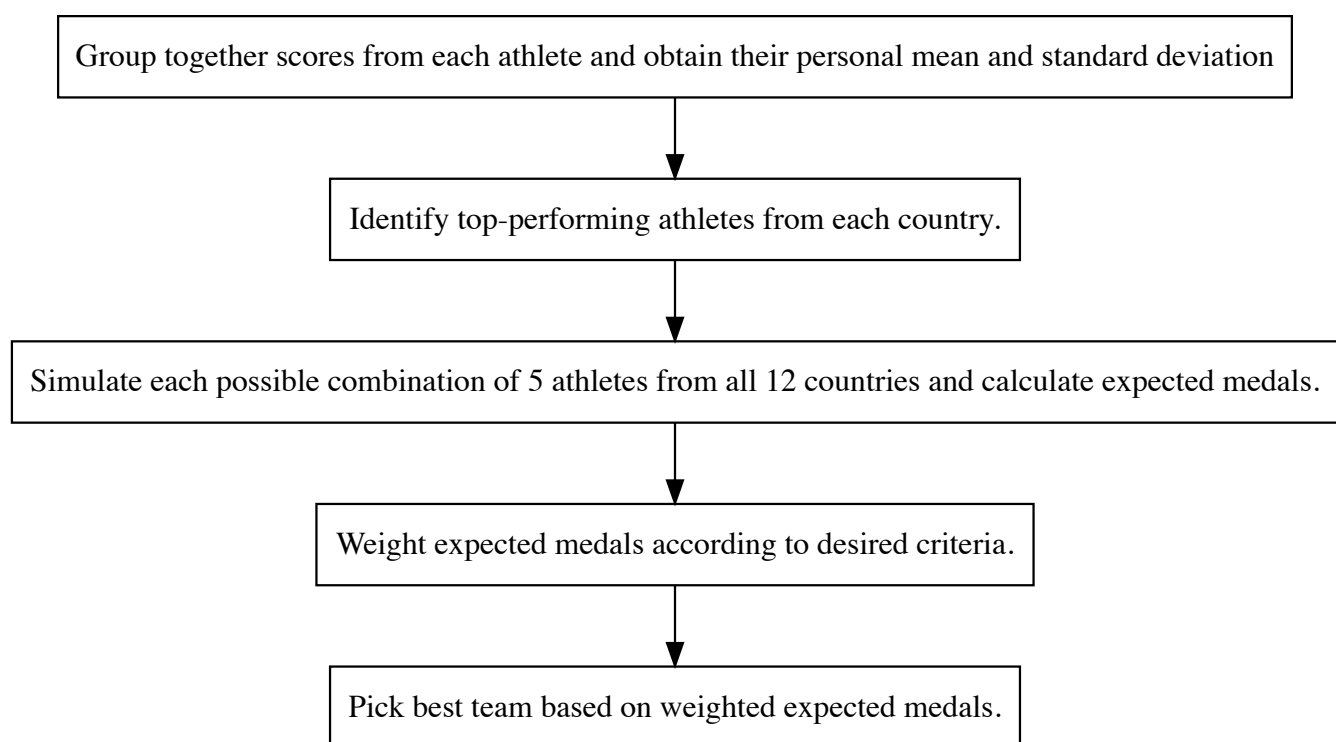 Group together scores from each athlete and obtain their personal mean and standard deviation
Identify top-performing athletes from each country.
Simulate each possible combination of 5 athletes from all 12 countries and calculate expected medals.
Weight expected medals according to desired criteria.
Pick best team based on weighted expected medals.